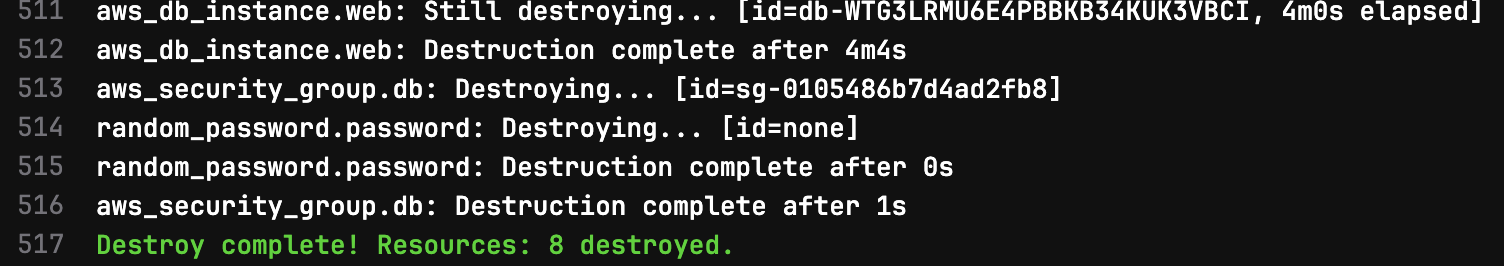 511 aws_db_instance.web: Still destroying... [id=db-WTG3LRMU6E4PBBKB34KUK3VBCI, 4m0s elapsed]
512 aws_db_instance.web: Destruction complete after 4m4s
513 aws_security_group.db: Destroying... [id=sg-0105486b7d4ad2fb8]
514 random_password.password: Destroying... [id=none]
515 random_password.password: Destruction complete after 0s
516 aws_security_group.db: Destruction complete after 1s
517 Destroy complete! Resources: 8 destroyed.